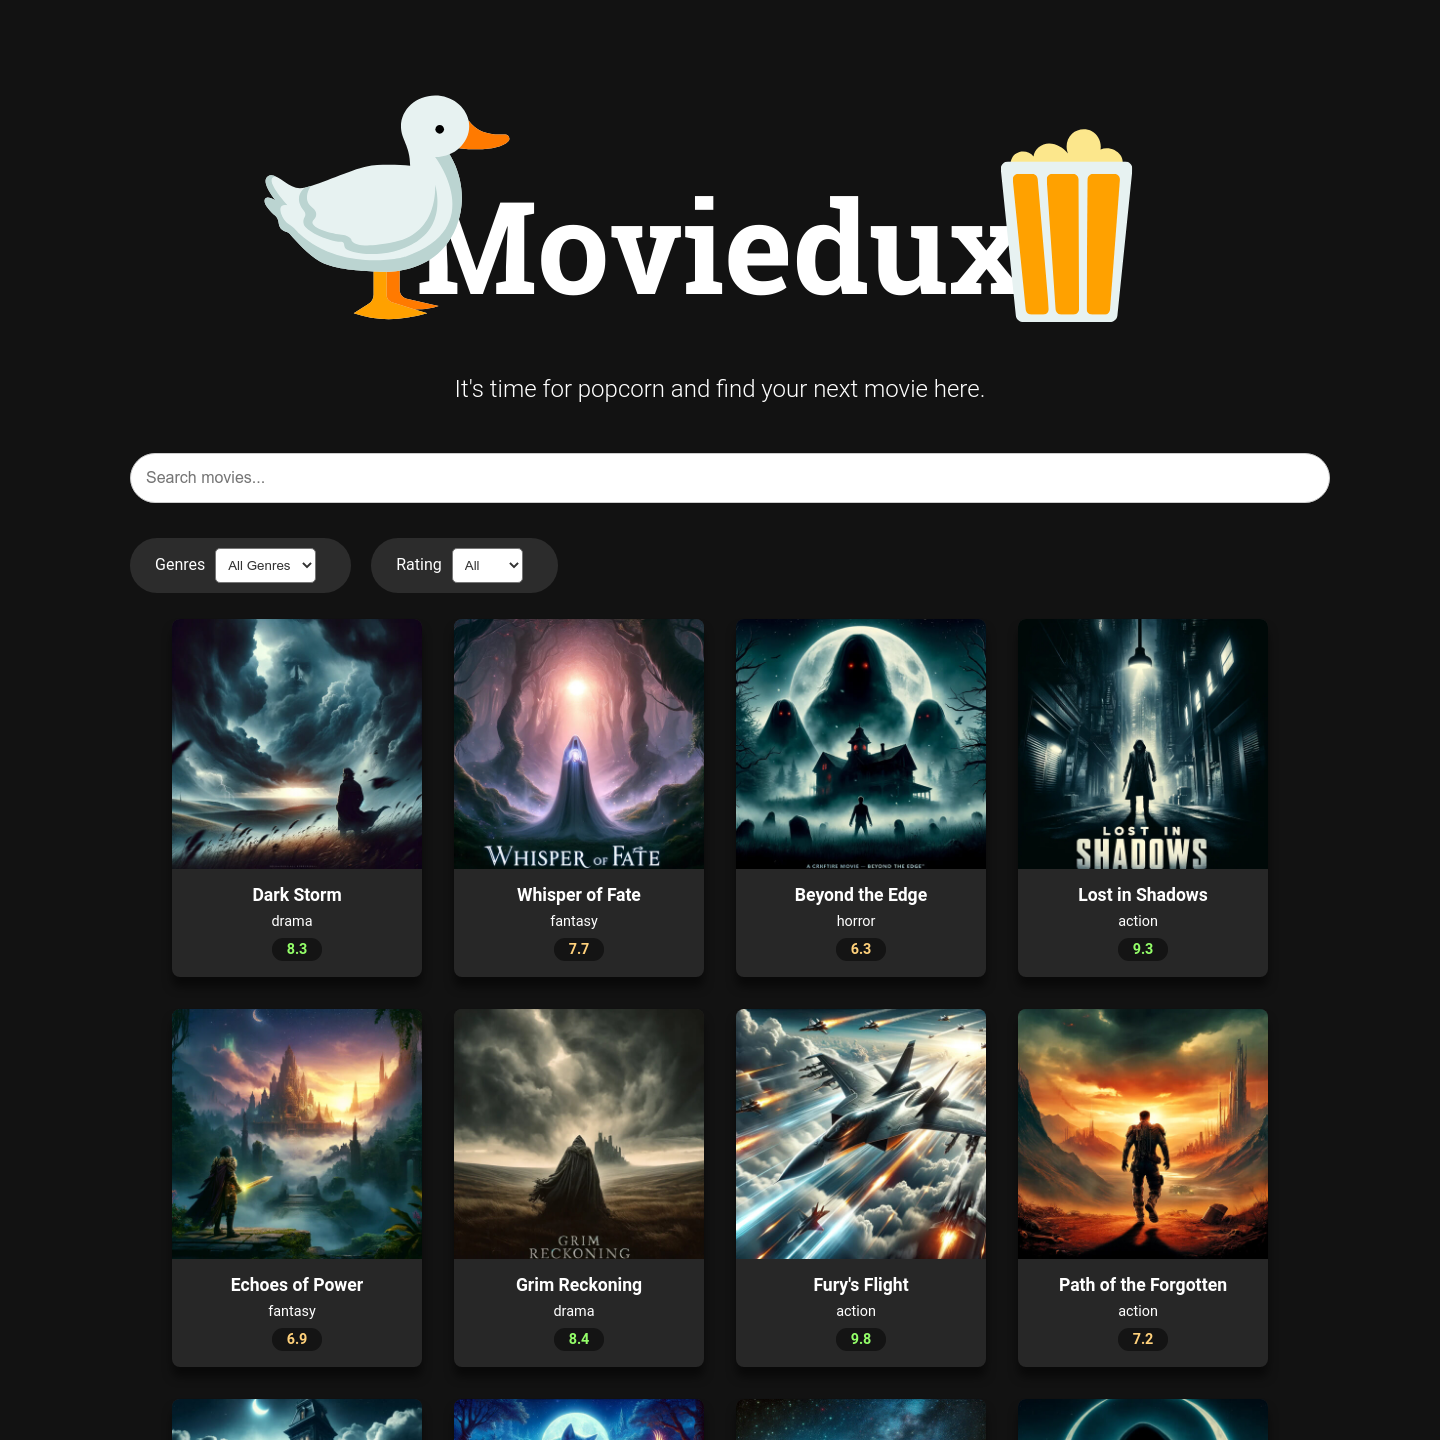 Moviedux
It's time for popcorn and find your next movie here.
Search movies...
Genres All Genres Rating All
WHISPER OF FATE
BEYOND THE EDGE
LOST IN
SHADOWS
Dark Storm Whisper of Fate Beyond the Edge Lost in Shadows
drama fantasy horror action
8.3 7.7 6.3 9.3
GRIM
RECKONING
Echoes of Power Grim Reckoning Fury's Flight Path of the Forgotten
fantasy drama action action
6.9 8.4 9.8 7.2